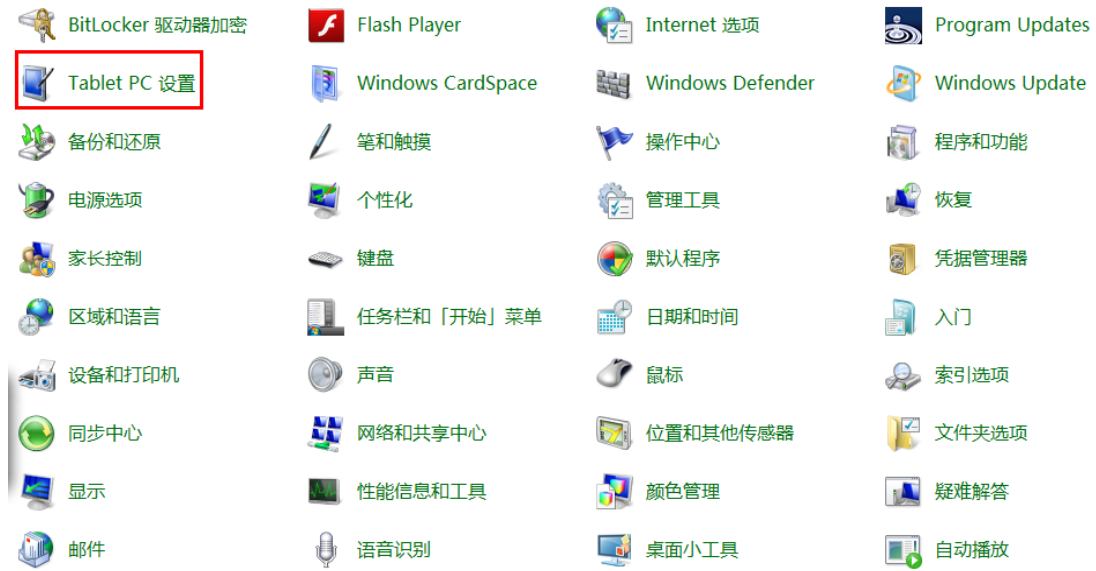 BitLocker 驱动器加密 Flash Player Internet 选项 Program Updates
Tablet PC 设置 Windows CardSpace Windows Defender Windows Update
备份和还原 笔和触摸 操作中心 程序和功能
电源选项 个性化 管理工具 恢复
家长控制 键盘 默认程序 凭据管理器
区域和语言 任务栏和「开始」菜单 日期和时间 入门
设备和打印机 声音 鼠标 索引选项
同步中心 网络和共享中心 位置和其他传感器 文件夹选项
显示 性能信息和工具 颜色管理 疑难解答
邮件 语音识别 桌面小工具 自动播放